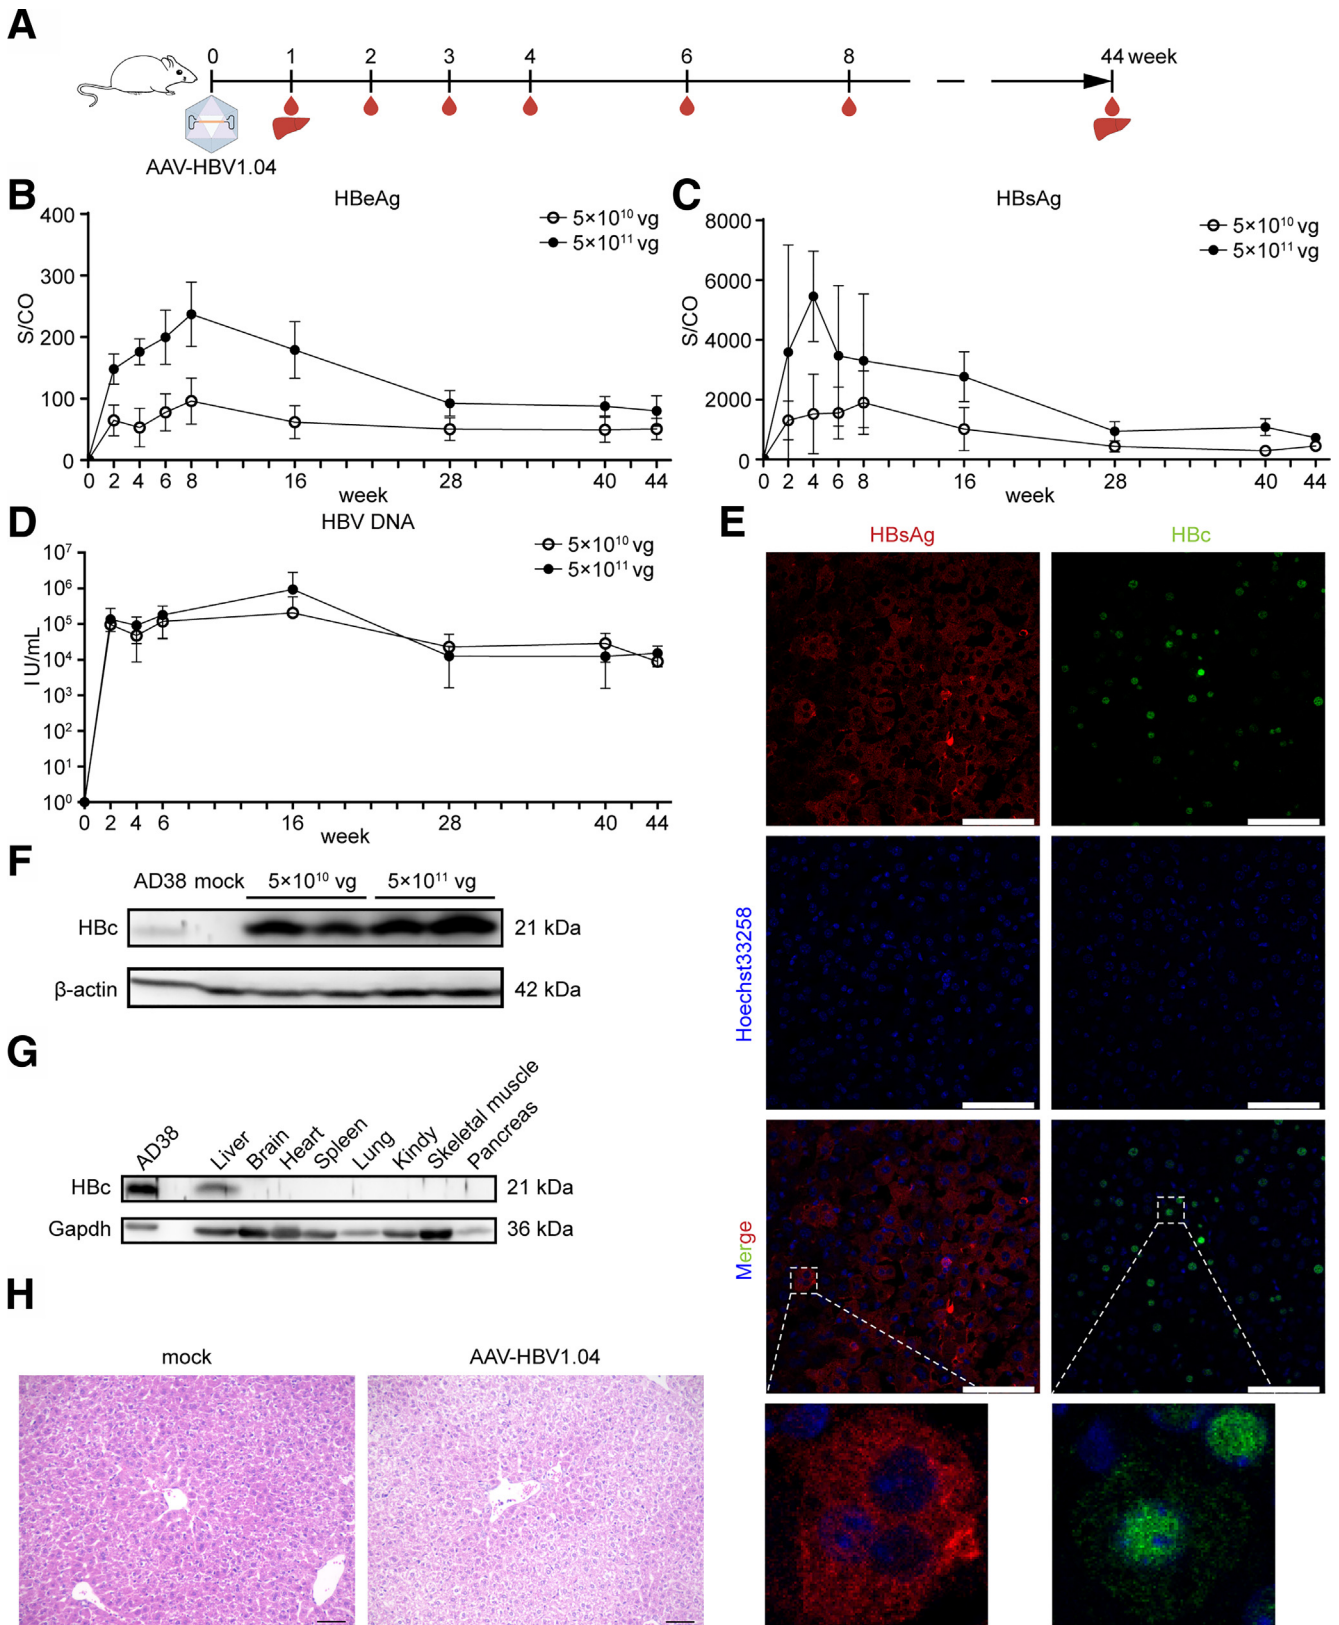 A
0 1 2 3 4 6 8 44 week
AAV-HBV1.04
B
HBeAg
5×10¹⁰ vg
5×10¹¹ vg
S/CO
400
300
200
100
0
0 2 4 6 8 16 28 40 44
week
C
HBsAg
5×10¹⁰ vg
5×10¹¹ vg
S/CO
8000
6000
4000
2000
0
0 2 4 6 8 16 28 40 44
week
D
HBV DNA
5×10¹⁰ vg
5×10¹¹ vg
IU/mL
10⁷
10⁶
10⁵
10⁴
10³
10²
10¹
10⁰
0 2 4 6 16 28 40 44
week
E
HBsAg HBc
Hoechst33258
Merge
F
AD38 mock 5×10¹⁰ vg 5×10¹¹ vg
HBc 21 kDa
β-actin 42 kDa
G
AD38 Liver Brain Heart Spleen Lung Kindy Skeletal muscle Pancreas
HBc 21 kDa
Gapdh 36 kDa
H
mock AAV-HBV1.04